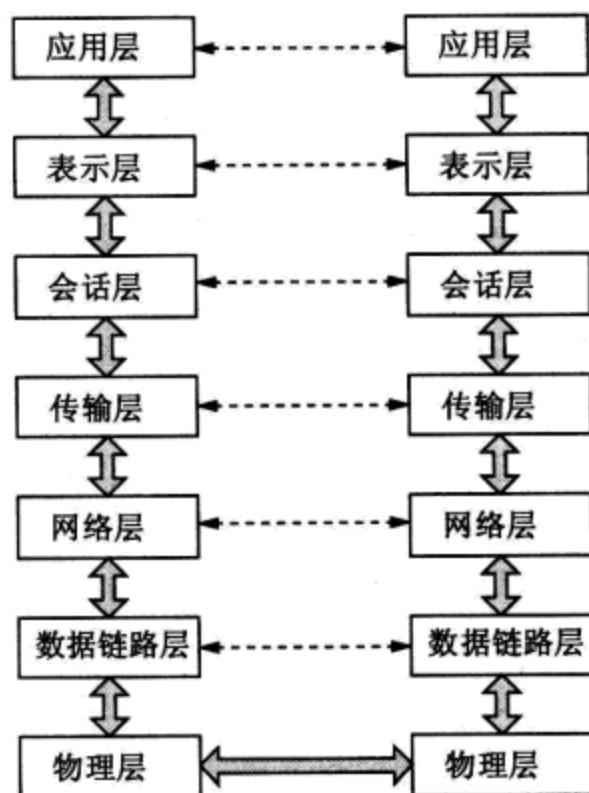 应用层 应用层
表示层 表示层
会话层 会话层
传输层 传输层
网络层 网络层
数据链路层 数据链路层
物理层 物理层